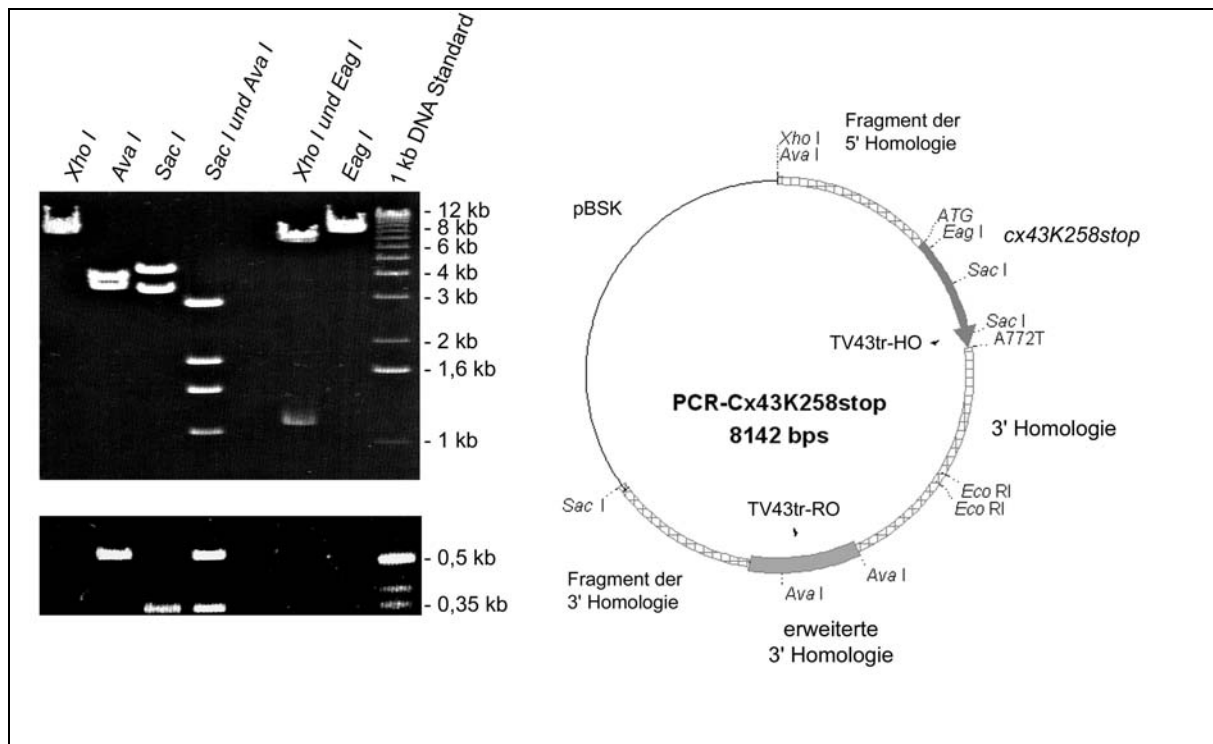 Xho I
Ava I
Sac I
Sac I und Ava I
Xho I und Eag I
Eag I
1 kb DNA Standard
- 12 kb
- 8 kb
- 6 kb
- 4 kb
- 3 kb
- 2 kb
- 1,6 kb
- 1 kb
- 0,5 kb
- 0,35 kb
Fragment der
5' Homologie
Xho I
Ava I
pBSK
ATG
Eag I
cx43K258stop
Sac I
Sac I
A772T
TV43tr-HO
PCR-Cx43K258stop
8142 bps
3' Homologie
Eco RI
Eco RI
TV43tr-RO
Sac I
Ava I
Ava I
Fragment der
3' Homologie
erweiterte
3' Homologie